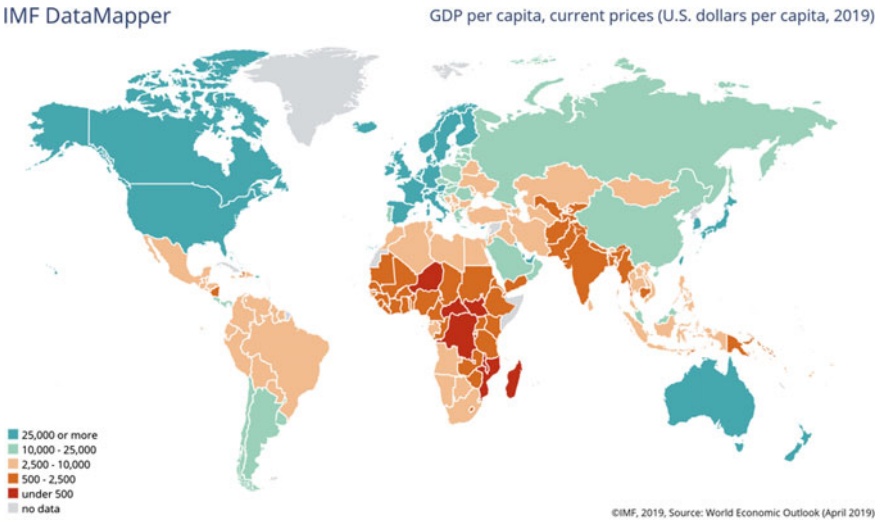 IMF DataMapper
GDP per capita, current prices (U.S. dollars per capita, 2019)
25,000 or more
10,000 - 25,000
2,500 - 10,000
500 - 2,500
under 500
no data
©IMF, 2019, Source: World Economic Outlook (April 2019)